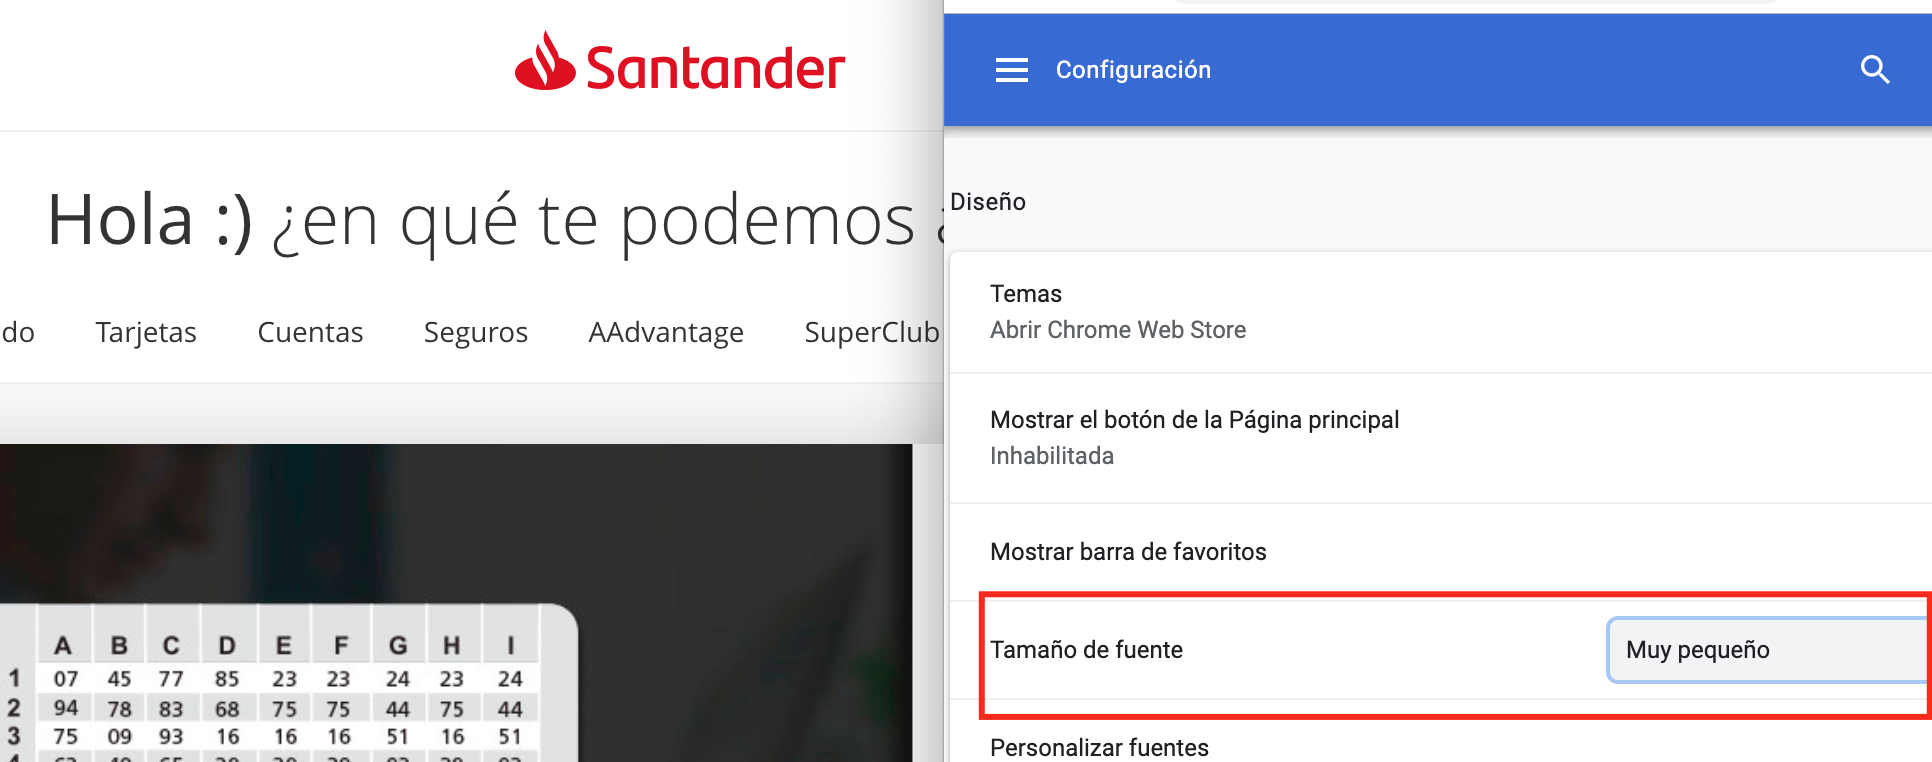 Santander
Hola :) ¿en qué te podemos
do Tarjetas Cuentas Seguros AAdvantage SuperClub
A B C D E F G H I
1 07 45 77 85 23 23 24 23 24
2 94 78 83 68 75 75 44 75 44
3 75 09 93 16 16 16 51 16 51
Configuración
Diseño
Temas
Abrir Chrome Web Store
Mostrar el botón de la Página principal
Inhabilitada
Mostrar barra de favoritos
Tamaño de fuente Muy pequeño
Personalizar fuentes